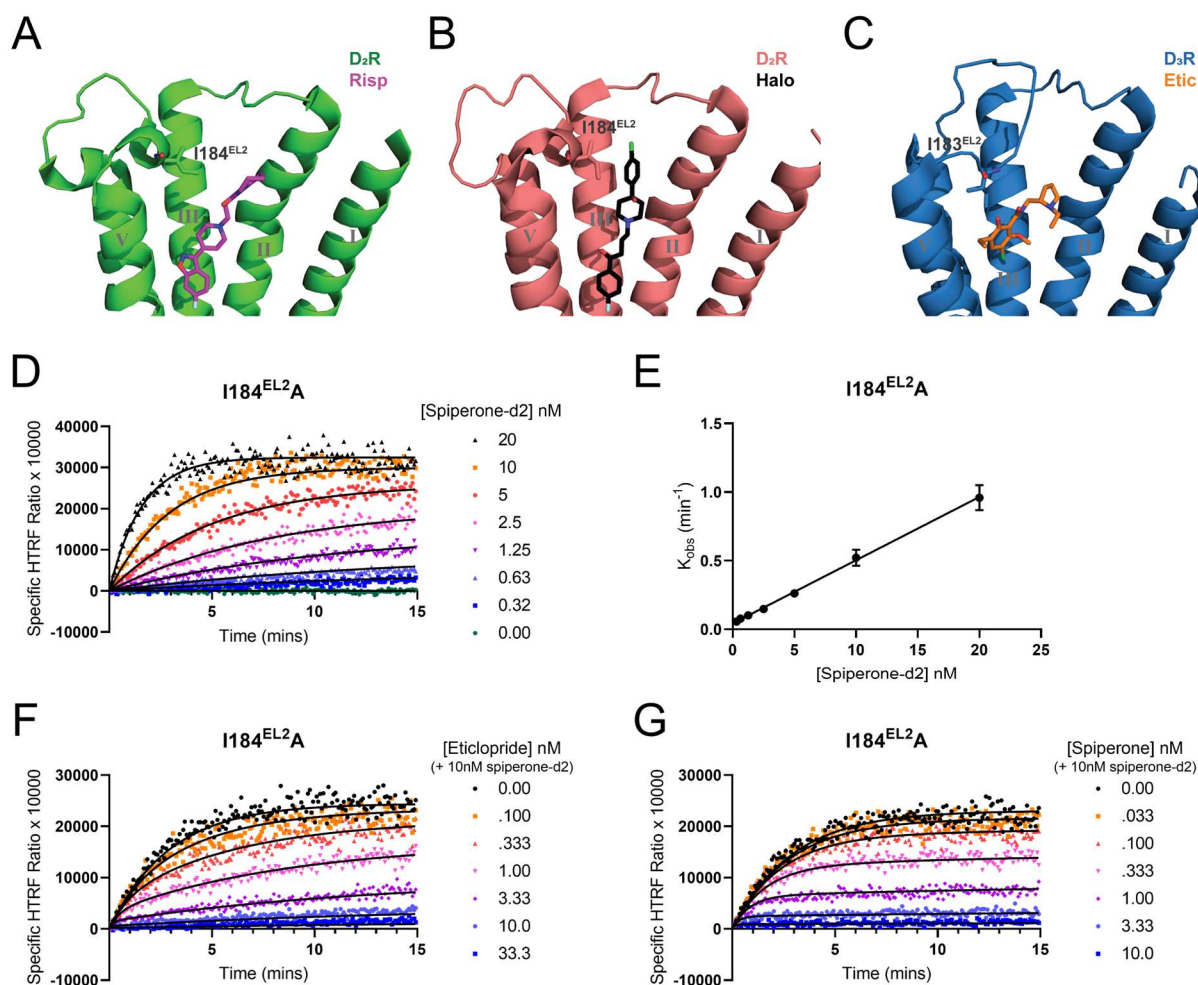 A
D₂R
Risp
I184ᴱᴸ²
III
V
II
I
B
D₂R
Halo
I184ᴱᴸ²
III
V
II
I
C
D₃R
Etic
I183ᴱᴸ²
V
II
I
III
D
I184ᴱᴸ²A
[Spiperone-d2] nM
20
10
5
2.5
1.25
0.63
0.32
0.00
Specific HTRF Ratio x 10000
40000
30000
20000
10000
0
-10000
5
10
15
Time (mins)
E
I184ᴱᴸ²A
K_obs (min⁻¹)
1.5
1.0
0.5
0.0
0
5
10
15
20
25
[Spiperone-d2] nM
F
I184ᴱᴸ²A
[Eticlopride] nM
(+ 10nM spiperone-d2)
0.00
.100
.333
1.00
3.33
10.0
33.3
Specific HTRF Ratio x 10000
30000
20000
10000
0
-10000
5
10
15
Time (mins)
G
I184ᴱᴸ²A
[Spiperone] nM
(+ 10nM spiperone-d2)
0.00
.033
.100
.333
1.00
3.33
10.0
Specific HTRF Ratio x 10000
30000
20000
10000
0
-10000
5
10
15
Time (mins)